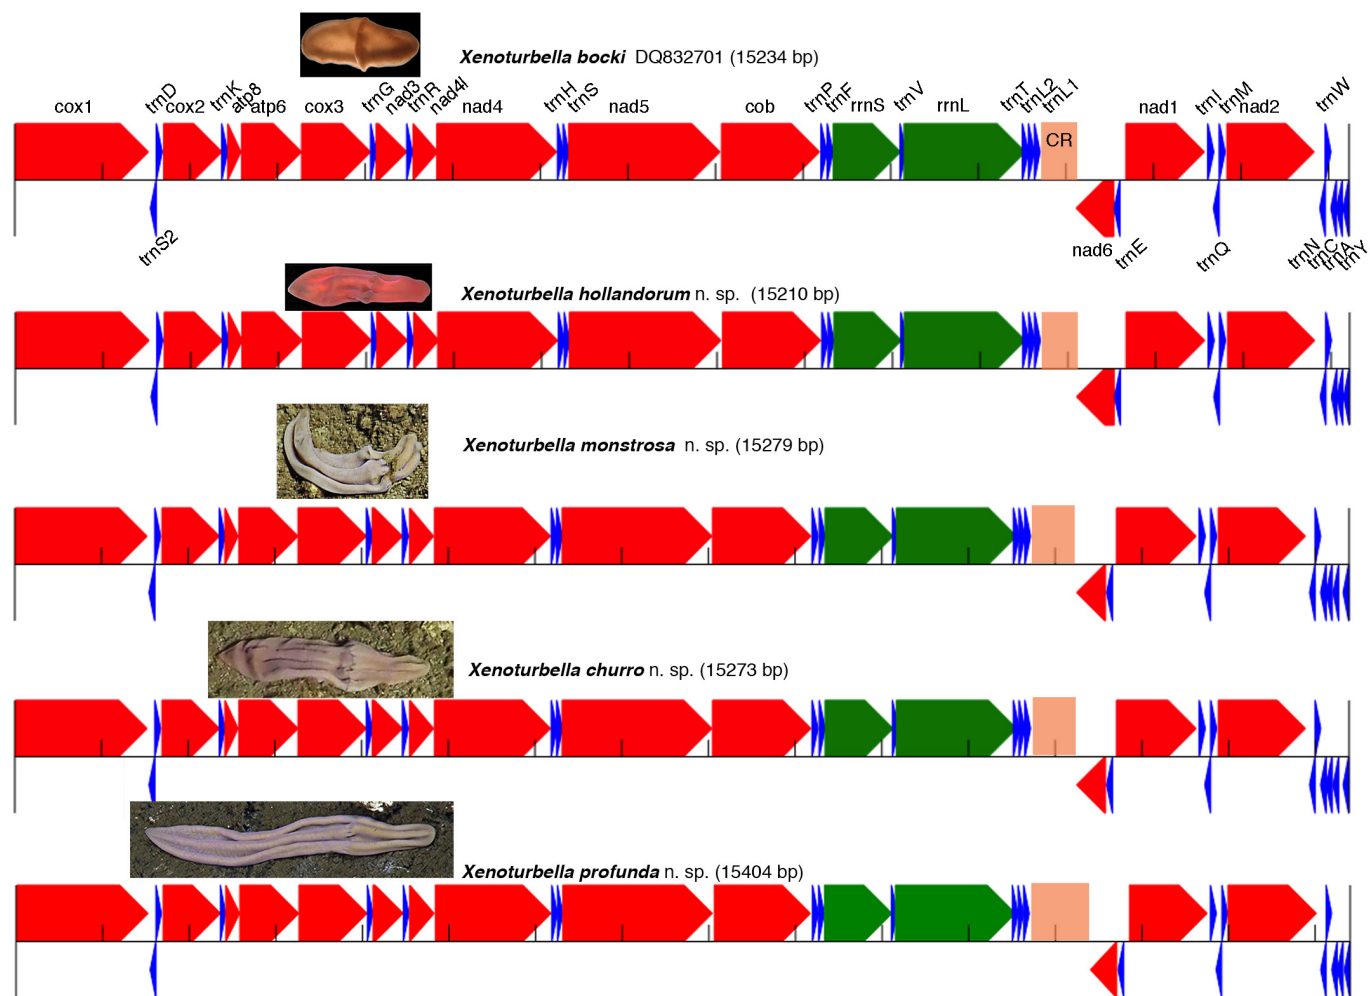 Xenoturbella bocki DQ832701 (15234 bp)
cox1 trnD cox2 trnK atp8 atp6 cox3 trnG nad3 trnR nad4l nad4 trnH trnS nad5 cob trnP trnF rrnS trnV rrnL trnT trnL2 trnL1 nad1 trnI trnM nad2 trnW
CR
trnS2 nad6 trnE trnQ trnN trnC trnA trnY
Xenoturbella hollandorum n. sp. (15210 bp)
Xenoturbella monstrosa n. sp. (15279 bp)
Xenoturbella churro n. sp. (15273 bp)
Xenoturbella profunda n. sp. (15404 bp)